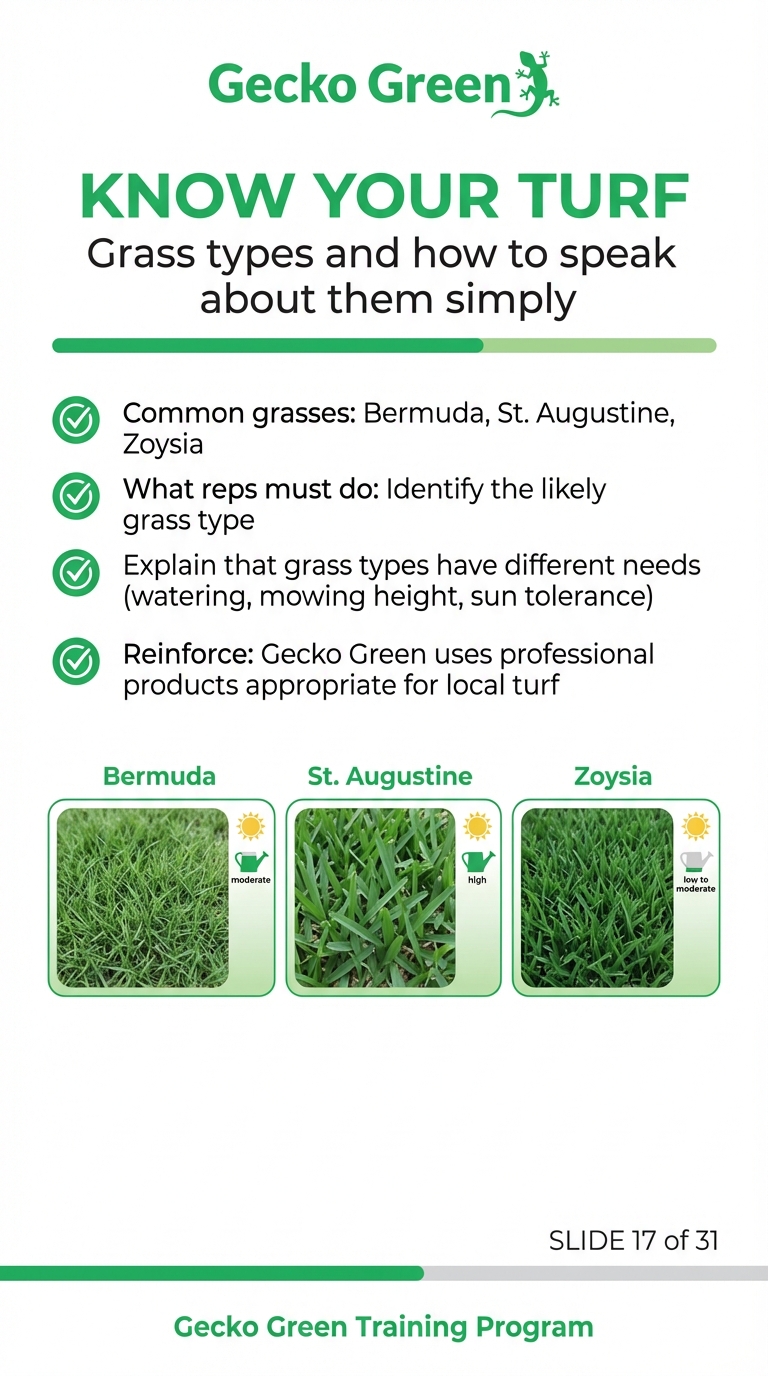 Gecko Green
KNOW YOUR TURF
Grass types and how to speak
about them simply
Common grasses: Bermuda, St. Augustine,
Zoysia
What reps must do: Identify the likely
grass type
Explain that grass types have different needs
(watering, mowing height, sun tolerance)
Reinforce: Gecko Green uses professional
products appropriate for local turf
Bermuda
moderate
St. Augustine
high
Zoysia
low to
moderate
SLIDE 17 of 31
Gecko Green Training Program